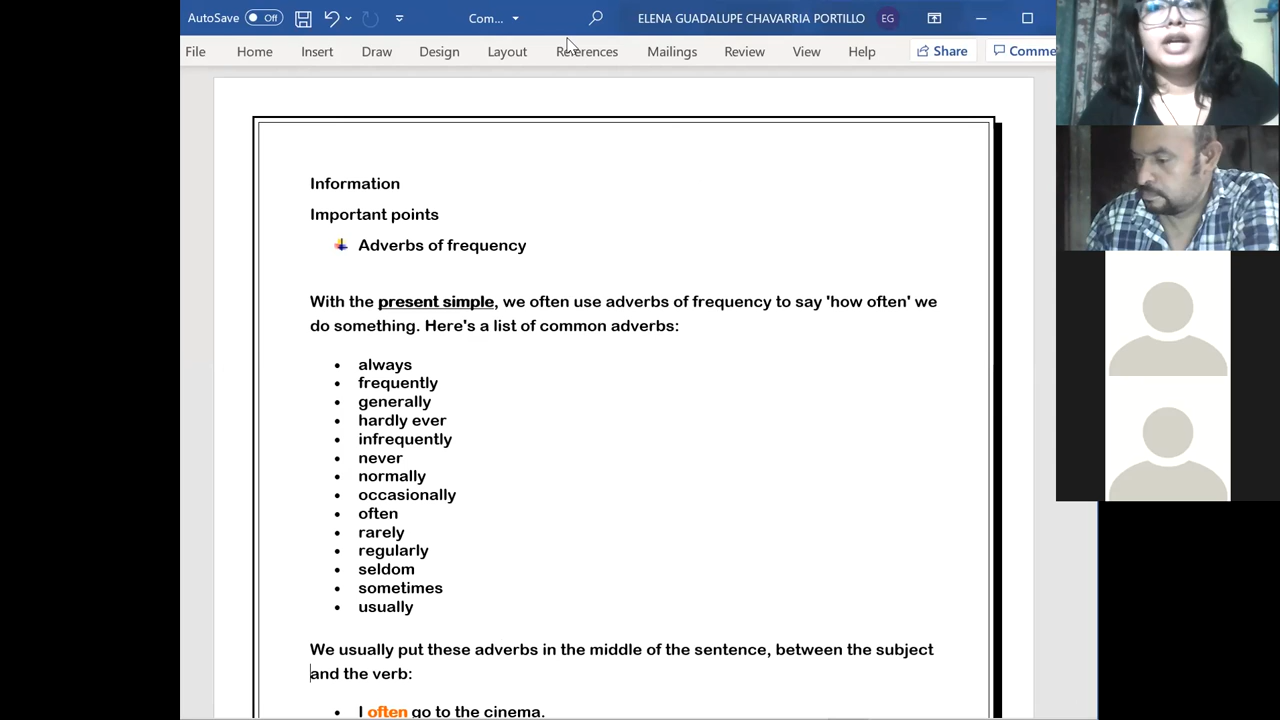 AutoSave Off Com... ELENA GUADALUPE CHAVARRIA PORTILLO EG
File Home Insert Draw Design Layout References Mailings Review View Help Share Comme
Information
Important points
Adverbs of frequency
With the present simple, we often use adverbs of frequency to say 'how often' we
do something. Here's a list of common adverbs:
• always
• frequently
• generally
• hardly ever
• infrequently
• never
• normally
• occasionally
• often
• rarely
• regularly
• seldom
• sometimes
• usually
We usually put these adverbs in the middle of the sentence, between the subject
and the verb:
• I often go to the cinema.